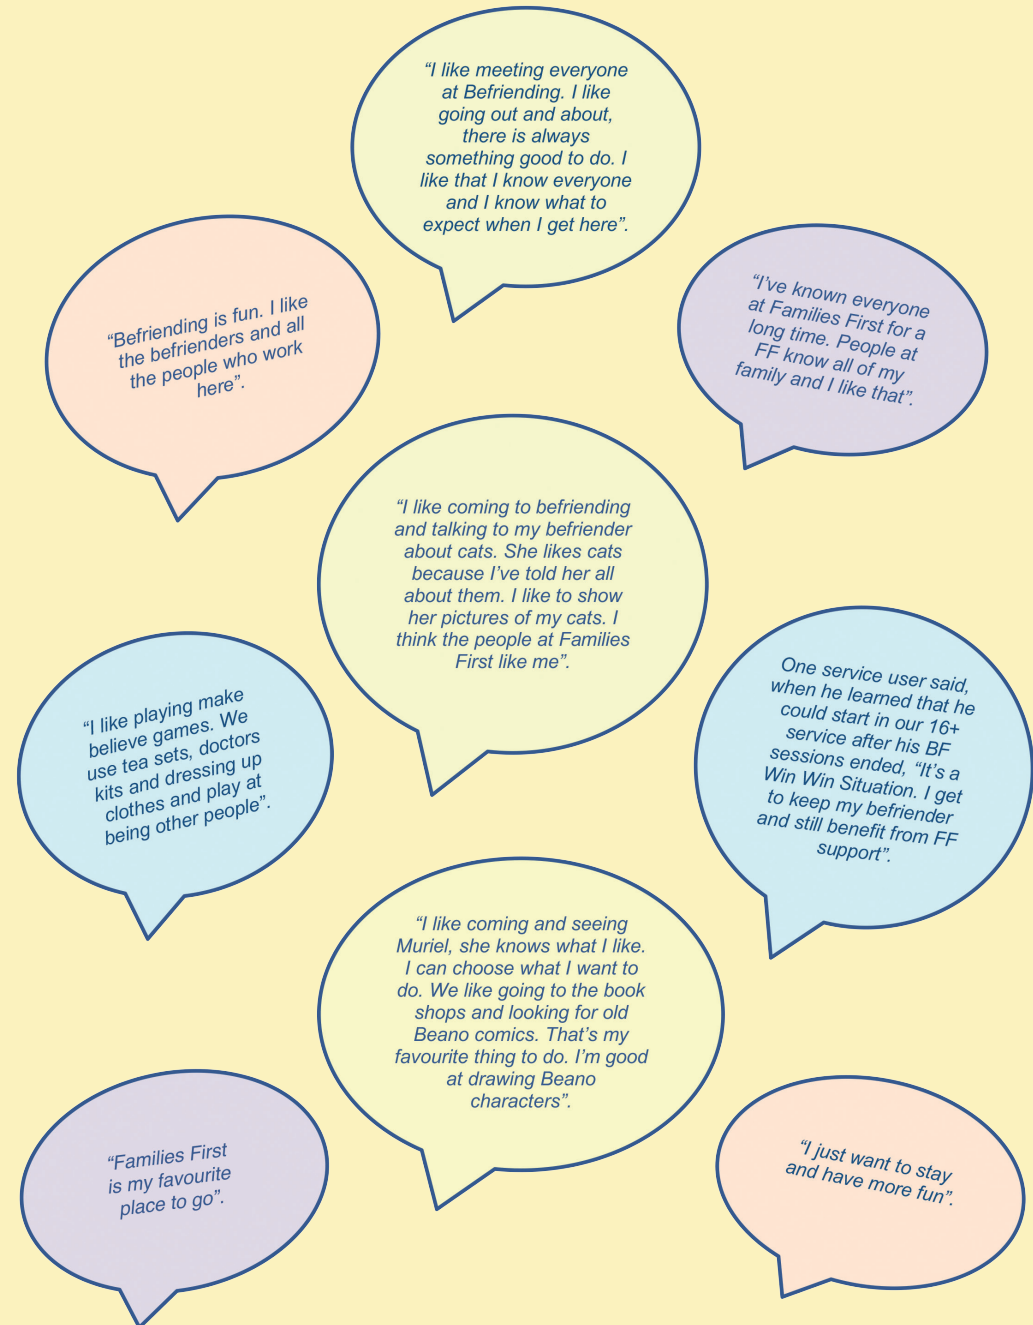 “I like meeting everyone
at Befriending. I like
going out and about,
there is always
something good to do. I
like that I know everyone
and I know what to
expect when I get here”.
“Befriending is fun. I like
the befrienders and all
the people who work
here”.
“I’ve known everyone
at Families First for a
long time. People at
FF know all of my
family and I like that”.
“I like coming to befriending
and talking to my befriender
about cats. She likes cats
because I’ve told her all
about them. I like to show
her pictures of my cats. I
think the people at Families
First like me”.
“I like playing make
believe games. We
use tea sets, doctors
kits and dressing up
clothes and play at
being other people”.
One service user said,
when he learned that he
could start in our 16+
service after his BF
sessions ended, “It’s a
Win Win Situation. I get
to keep my befriender
and still benefit from FF
support”.
“I like coming and seeing
Muriel, she knows what I like.
I can choose what I want to
do. We like going to the book
shops and looking for old
Beano comics. That’s my
favourite thing to do. I’m good
at drawing Beano
characters”.
“Families First
is my favourite
place to go”.
“I just want to stay
and have more fun”.